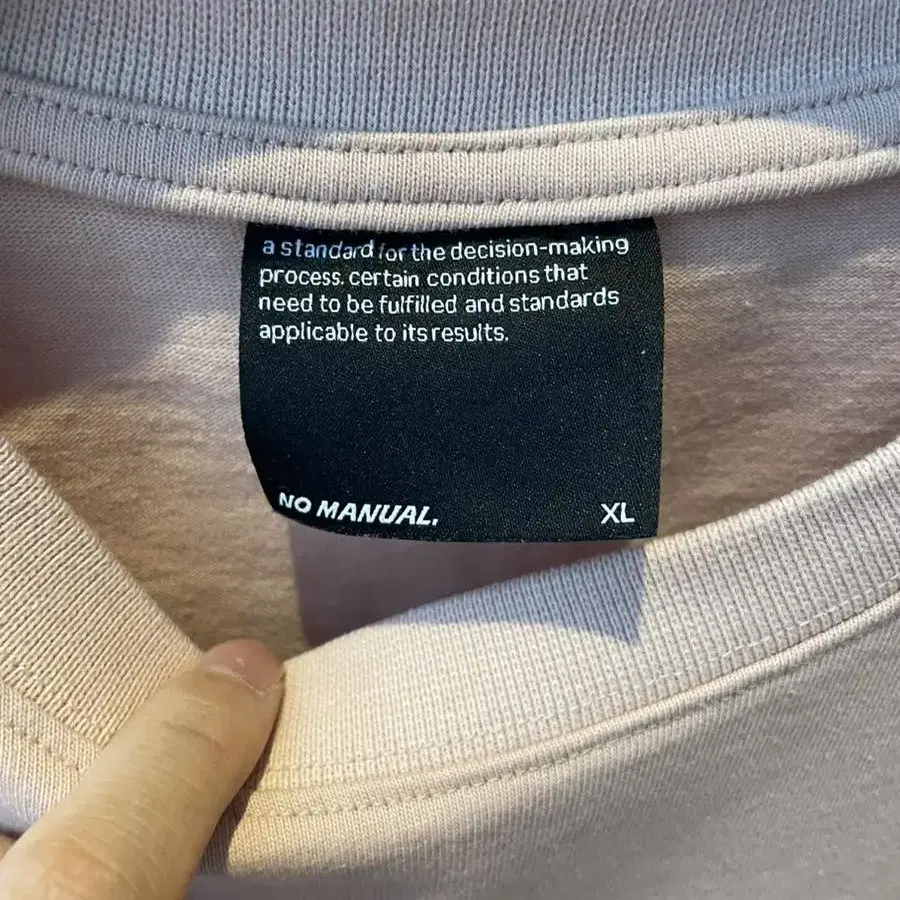 a standard for the decision-making
process. certain conditions that
need to be fulfilled and standards
applicable to its results.
NO MANUAL.
XL